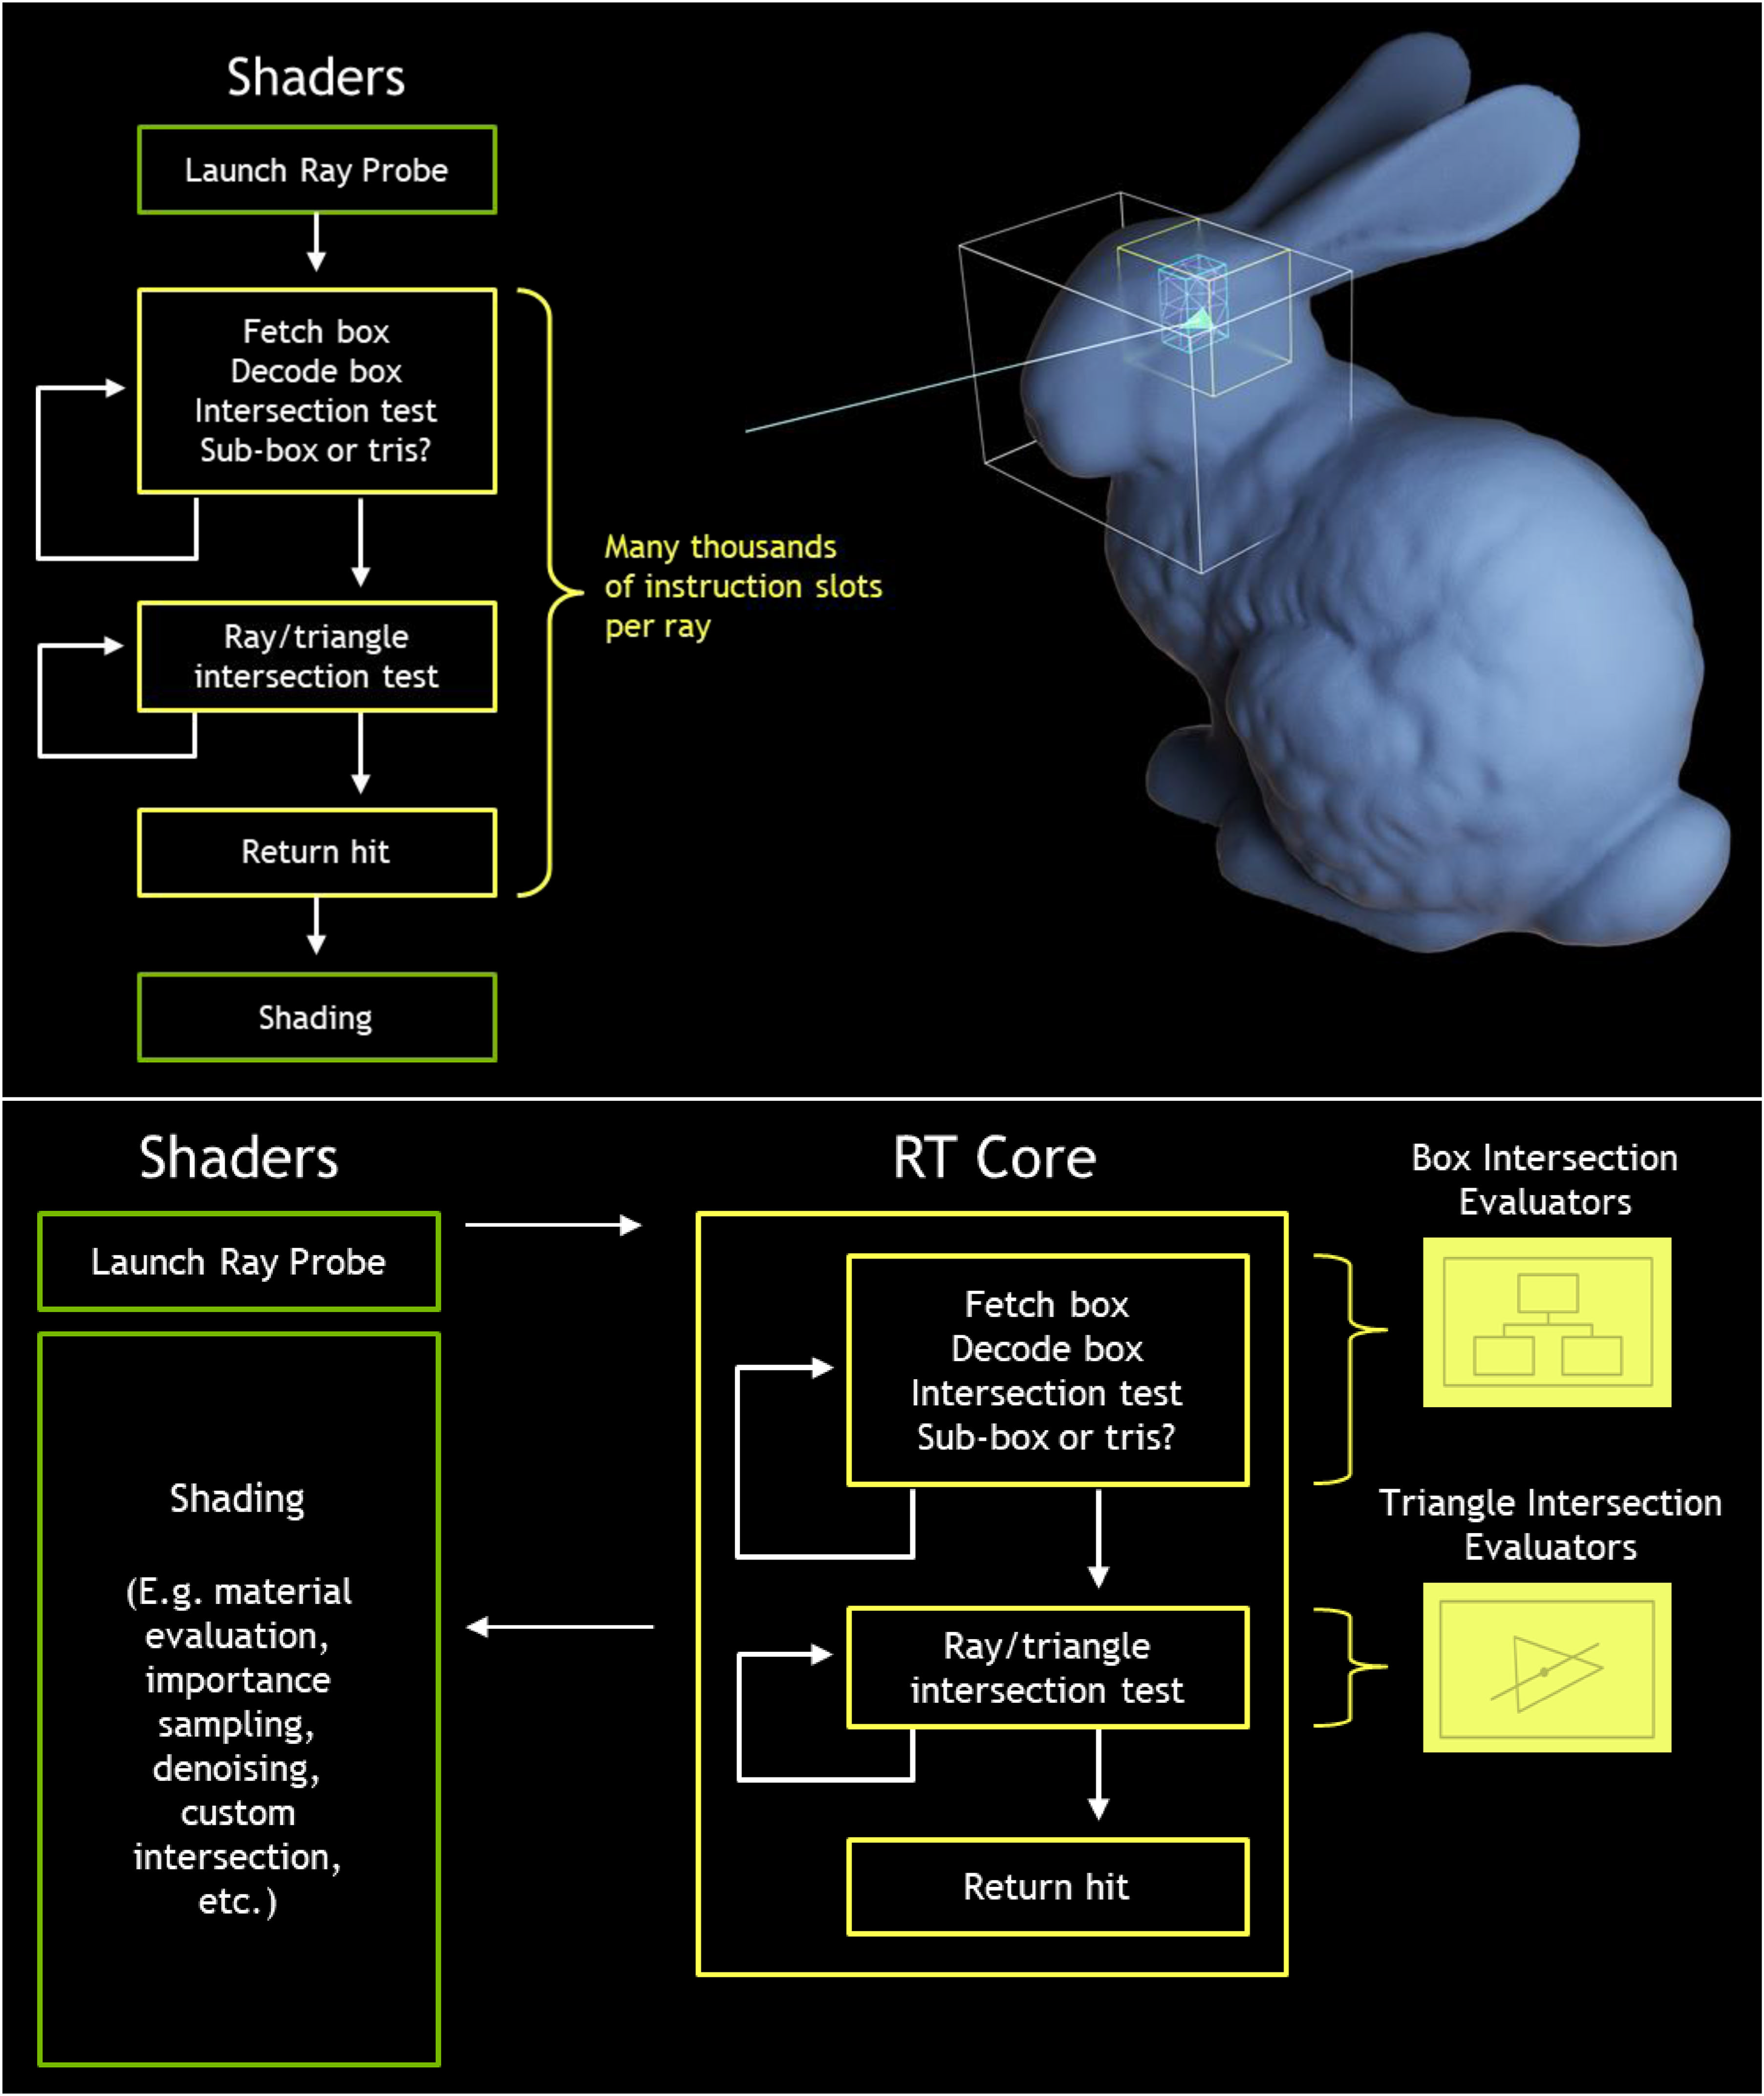 Shaders
Launch Ray Probe
Fetch box
Decode box
Intersection test
Sub-box or tris?
Many thousands
of instruction slots
per ray
Ray/triangle
intersection test
Return hit
Shading
Shaders
Launch Ray Probe
Shading
(E.g. material
evaluation,
importance
sampling,
denoising,
custom
intersection,
etc.)
RT Core
Fetch box
Decode box
Intersection test
Sub-box or tris?
Ray/triangle
intersection test
Return hit
Box Intersection
Evaluators
Triangle Intersection
Evaluators